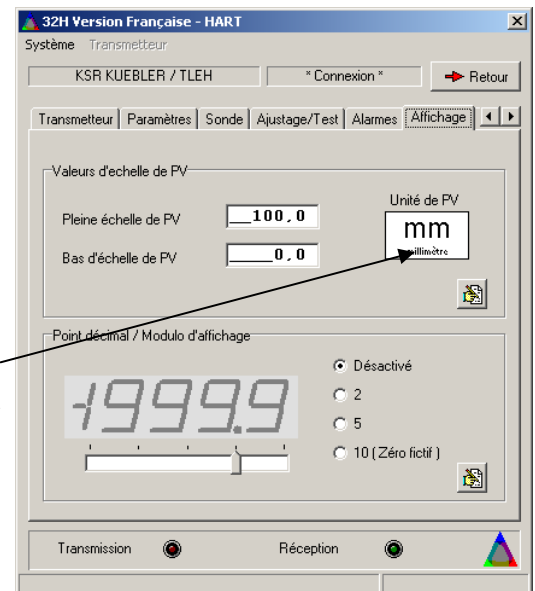 32H Version Française - HART
Système Transmetteur
KSR KUEBLER / TLEH * Connexion * Retour
Transmetteur Paramètres Sonde Ajustage/Test Alarmes Affichage
Valeurs d'echelle de PV
Unité de PV
Pleine échelle de PV __100,0
mm
millimètre
Bas d'échelle de PV ____0,0
Point décimal / Modulo d'affichage
-1999.9
Désactivé
2
5
10 ( Zéro fictif )
Transmission Réception